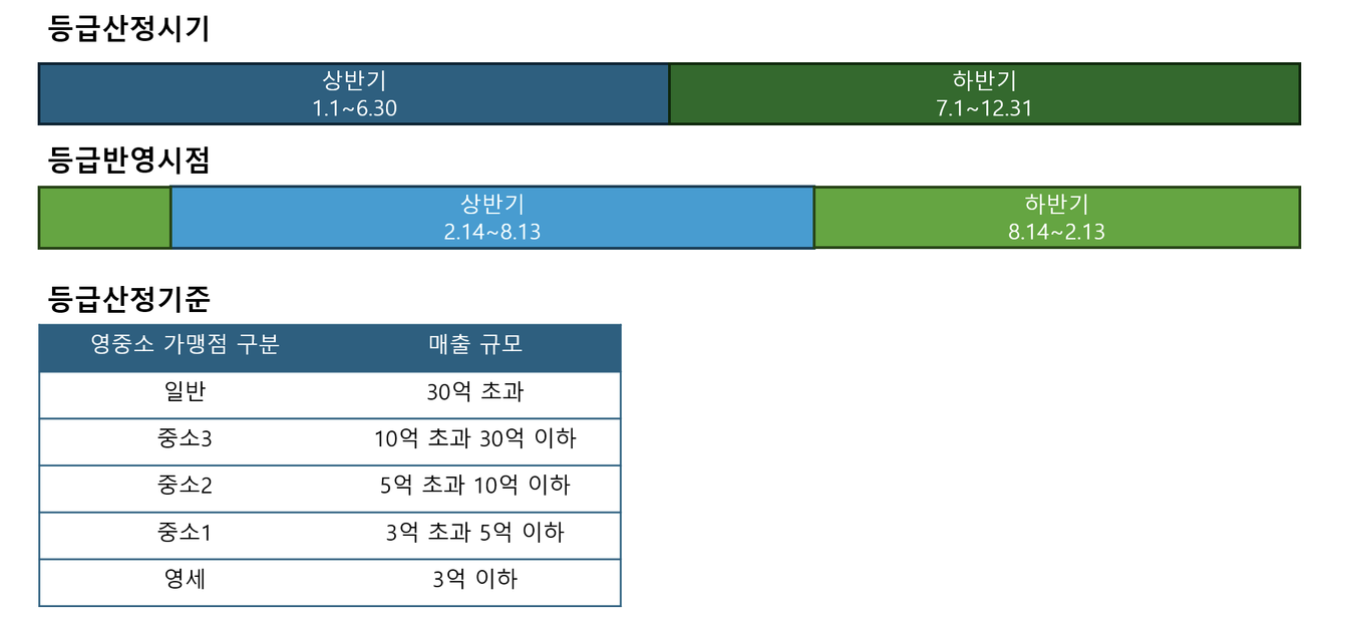 등급산정시기
상반기
1.1~6.30
하반기
7.1~12.31
등급반영시점
상반기
2.14~8.13
하반기
8.14~2.13
등급산정기준
영중소 가맹점 구분 매출 규모
일반 30억 초과
중소3 10억 초과 30억 이하
중소2 5억 초과 10억 이하
중소1 3억 초과 5억 이하
영세 3억 이하